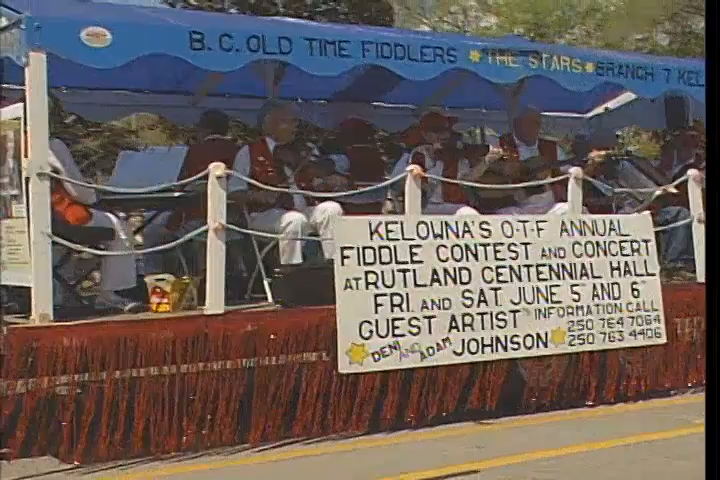 B.C. OLD TIME FIDDLERS *THE STARS* BRANCH 7 KEL
KELOWNA'S O-T-F ANNUAL
FIDDLE CONTEST AND CONCERT
AT RUTLAND CENTENNIAL HALL
FRI. AND SAT JUNE 5 AND 6
GUEST ARTIST INFORMATION CALL
DENI AND ADAM JOHNSON 250 764 7064
250 763 4406